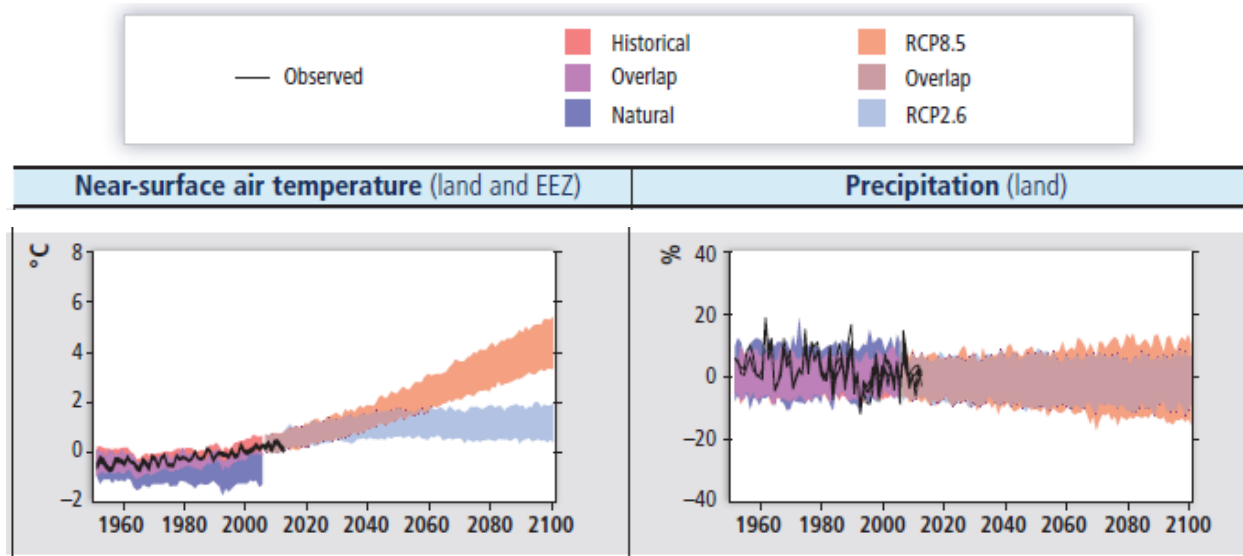 Historical RCP8.5
Observed Overlap Overlap
Natural RCP2.6
Near-surface air temperature (land and EEZ) Precipitation (land)
°C %
8 40
6 20
4 0
2 −20
0 −40
−2
1960 1980 2000 2020 2040 2060 2080 2100 1960 1980 2000 2020 2040 2060 2080 2100